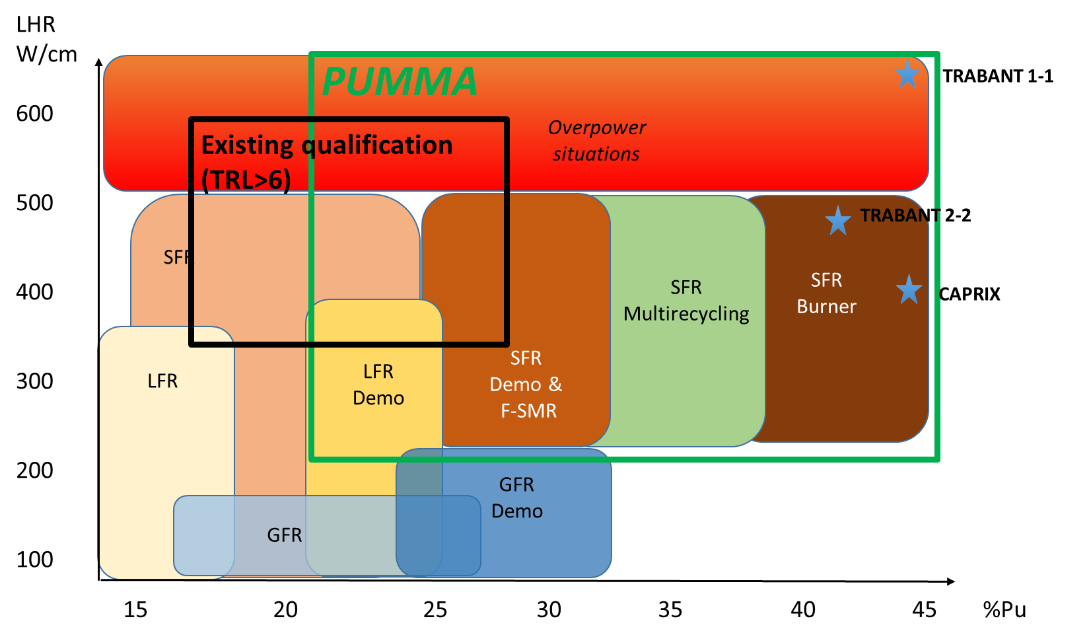 LHR
W/cm
PUMMA
TRABANT 1-1
600
Overpower
situations
Existing qualification
(TRL>6)
500
TRABANT 2-2
SFR
400
SFR
Multirecycling
SFR
Burner
CAPRIX
300
LFR
LFR
Demo
SFR
Demo &
F-SMR
200
GFR
Demo
GFR
100
15
20
25
30
35
40
45
%Pu